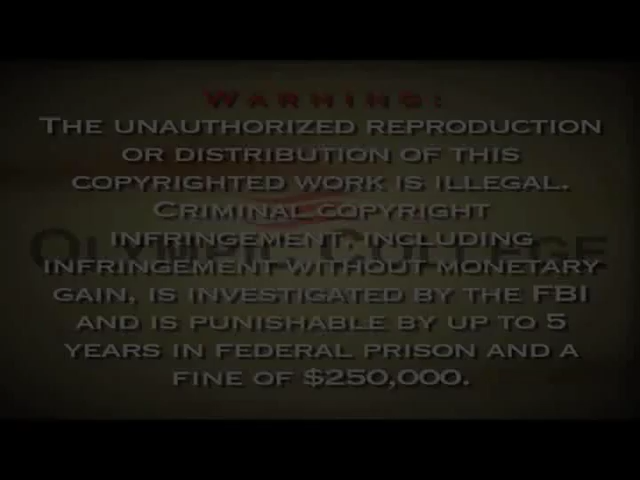 WARNING:
THE UNAUTHORIZED REPRODUCTION
OR DISTRIBUTION OF THIS
COPYRIGHTED WORK IS ILLEGAL.
CRIMINAL COPYRIGHT
INFRINGEMENT, INCLUDING
OLYMPIC COLLEGE
INFRINGEMENT WITHOUT MONETARY
GAIN, IS INVESTIGATED BY THE FBI
AND IS PUNISHABLE BY UP TO 5
YEARS IN FEDERAL PRISON AND A
FINE OF $250,000.